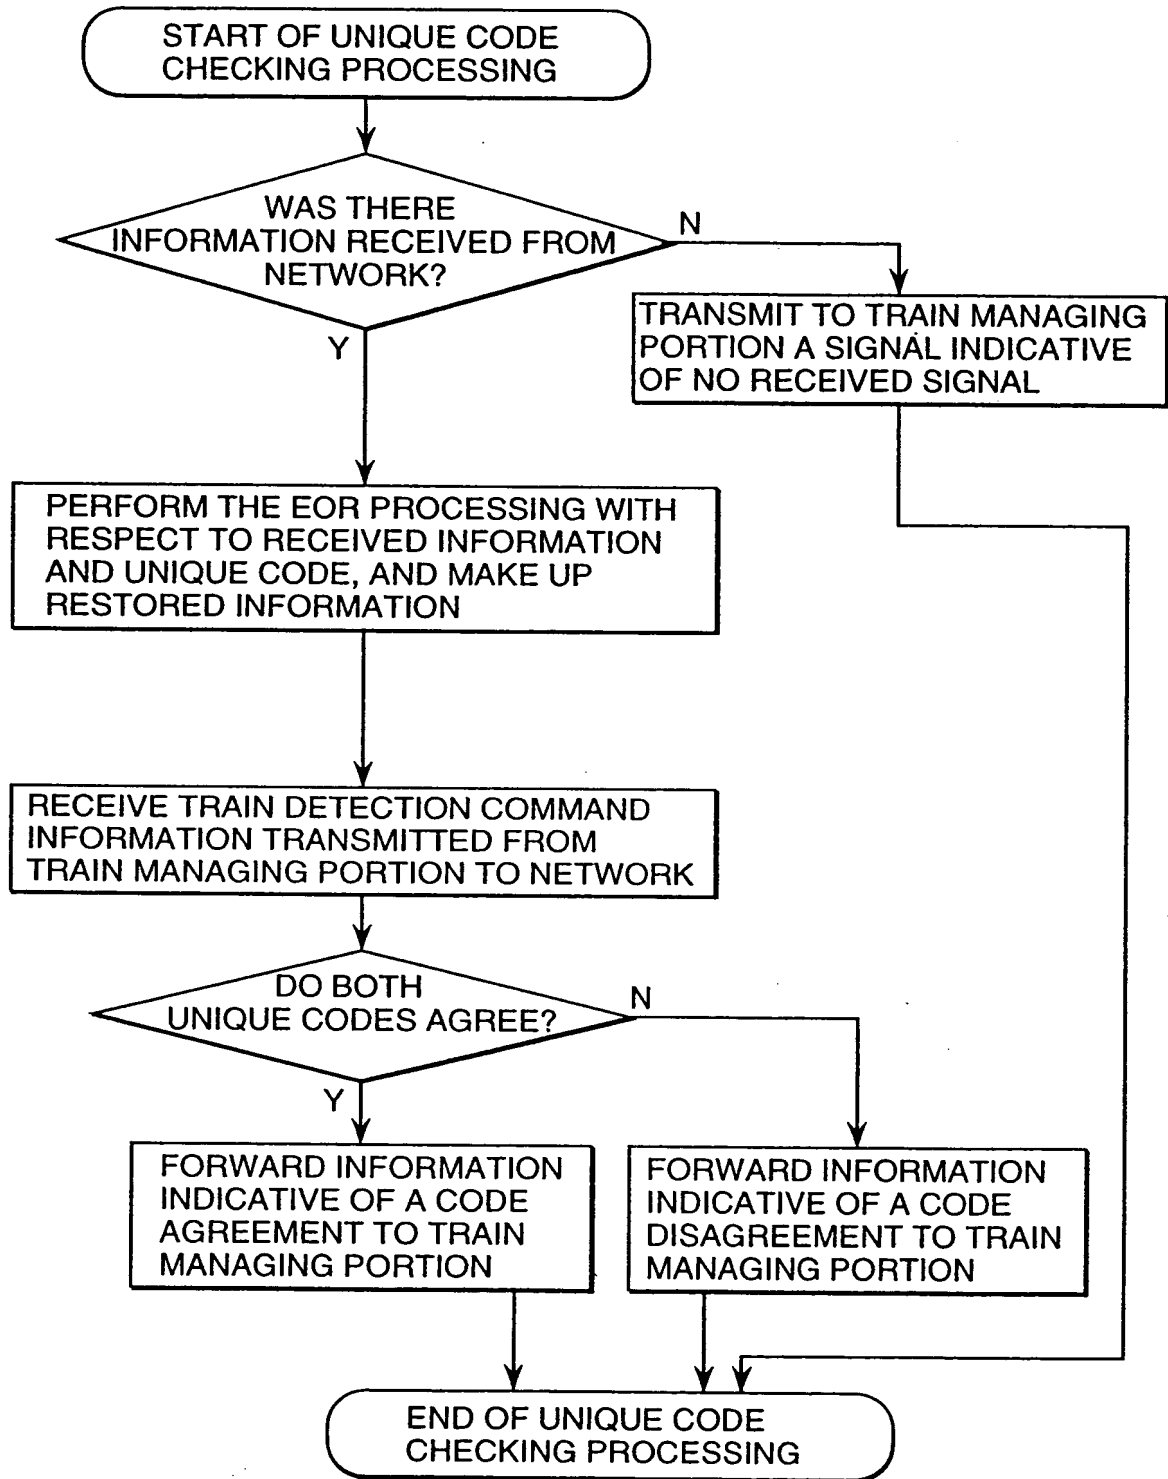 START OF UNIQUE CODE
CHECKING PROCESSING
WAS THERE
INFORMATION RECEIVED FROM
NETWORK?
N
Y
TRANSMIT TO TRAIN MANAGING
PORTION A SIGNAL INDICATIVE
OF NO RECEIVED SIGNAL
PERFORM THE EOR PROCESSING WITH
RESPECT TO RECEIVED INFORMATION
AND UNIQUE CODE, AND MAKE UP
RESTORED INFORMATION
RECEIVE TRAIN DETECTION COMMAND
INFORMATION TRANSMITTED FROM
TRAIN MANAGING PORTION TO NETWORK
DO BOTH
UNIQUE CODES AGREE?
N
Y
FORWARD INFORMATION
INDICATIVE OF A CODE
AGREEMENT TO TRAIN
MANAGING PORTION
FORWARD INFORMATION
INDICATIVE OF A CODE
DISAGREEMENT TO TRAIN
MANAGING PORTION
END OF UNIQUE CODE
CHECKING PROCESSING